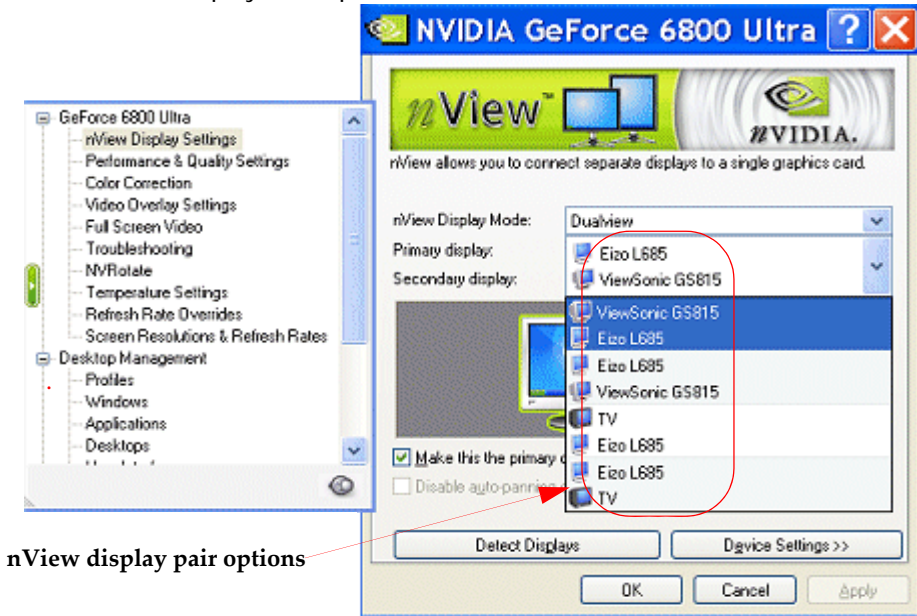 NVIDIA GeForce 6800 Ultra
GeForce 6800 Ultra
nView Display Settings
Performance & Quality Settings
Color Correction
Video Overlay Settings
Full Screen Video
Troubleshooting
NVRotate
Temperature Settings
Refresh Rate Overrides
Screen Resolutions & Refresh Rates
Desktop Management
Profiles
Windows
Applications
Desktops
nView™
NVIDIA.
nView allows you to connect separate displays to a single graphics card.
nView Display Mode:
Dualview
Primary display:
Eizo L685
Secondary display:
ViewSonic GS815
ViewSonic GS815
Eizo L685
Eizo L685
ViewSonic GS815
TV
Eizo L685
Eizo L685
TV
Make this the primary
Disable auto-panning
Detect Displays
Device Settings >>
OK
Cancel
Apply
nView display pair options